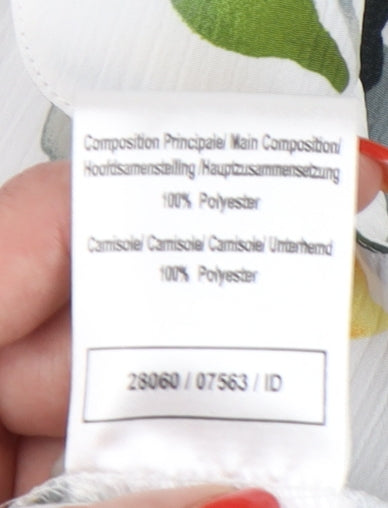 Composition Principale/ Main Composition/
Hoofdsamenstelling /Hauptzusammensetzung
100% Polyester
Camisole/ Camisole/ Camisole/ Unterhemd
100% Polyester
28060 / 07563 / ID